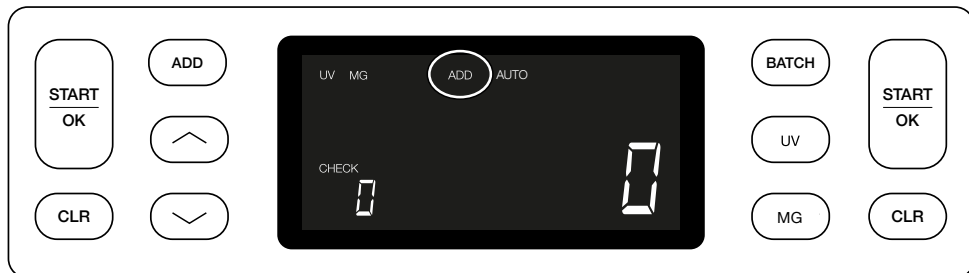 START
OK
CLR
ADD
UV MG ADD AUTO
CHECK
0
0
BATCH
UV
MG
START
OK
CLR